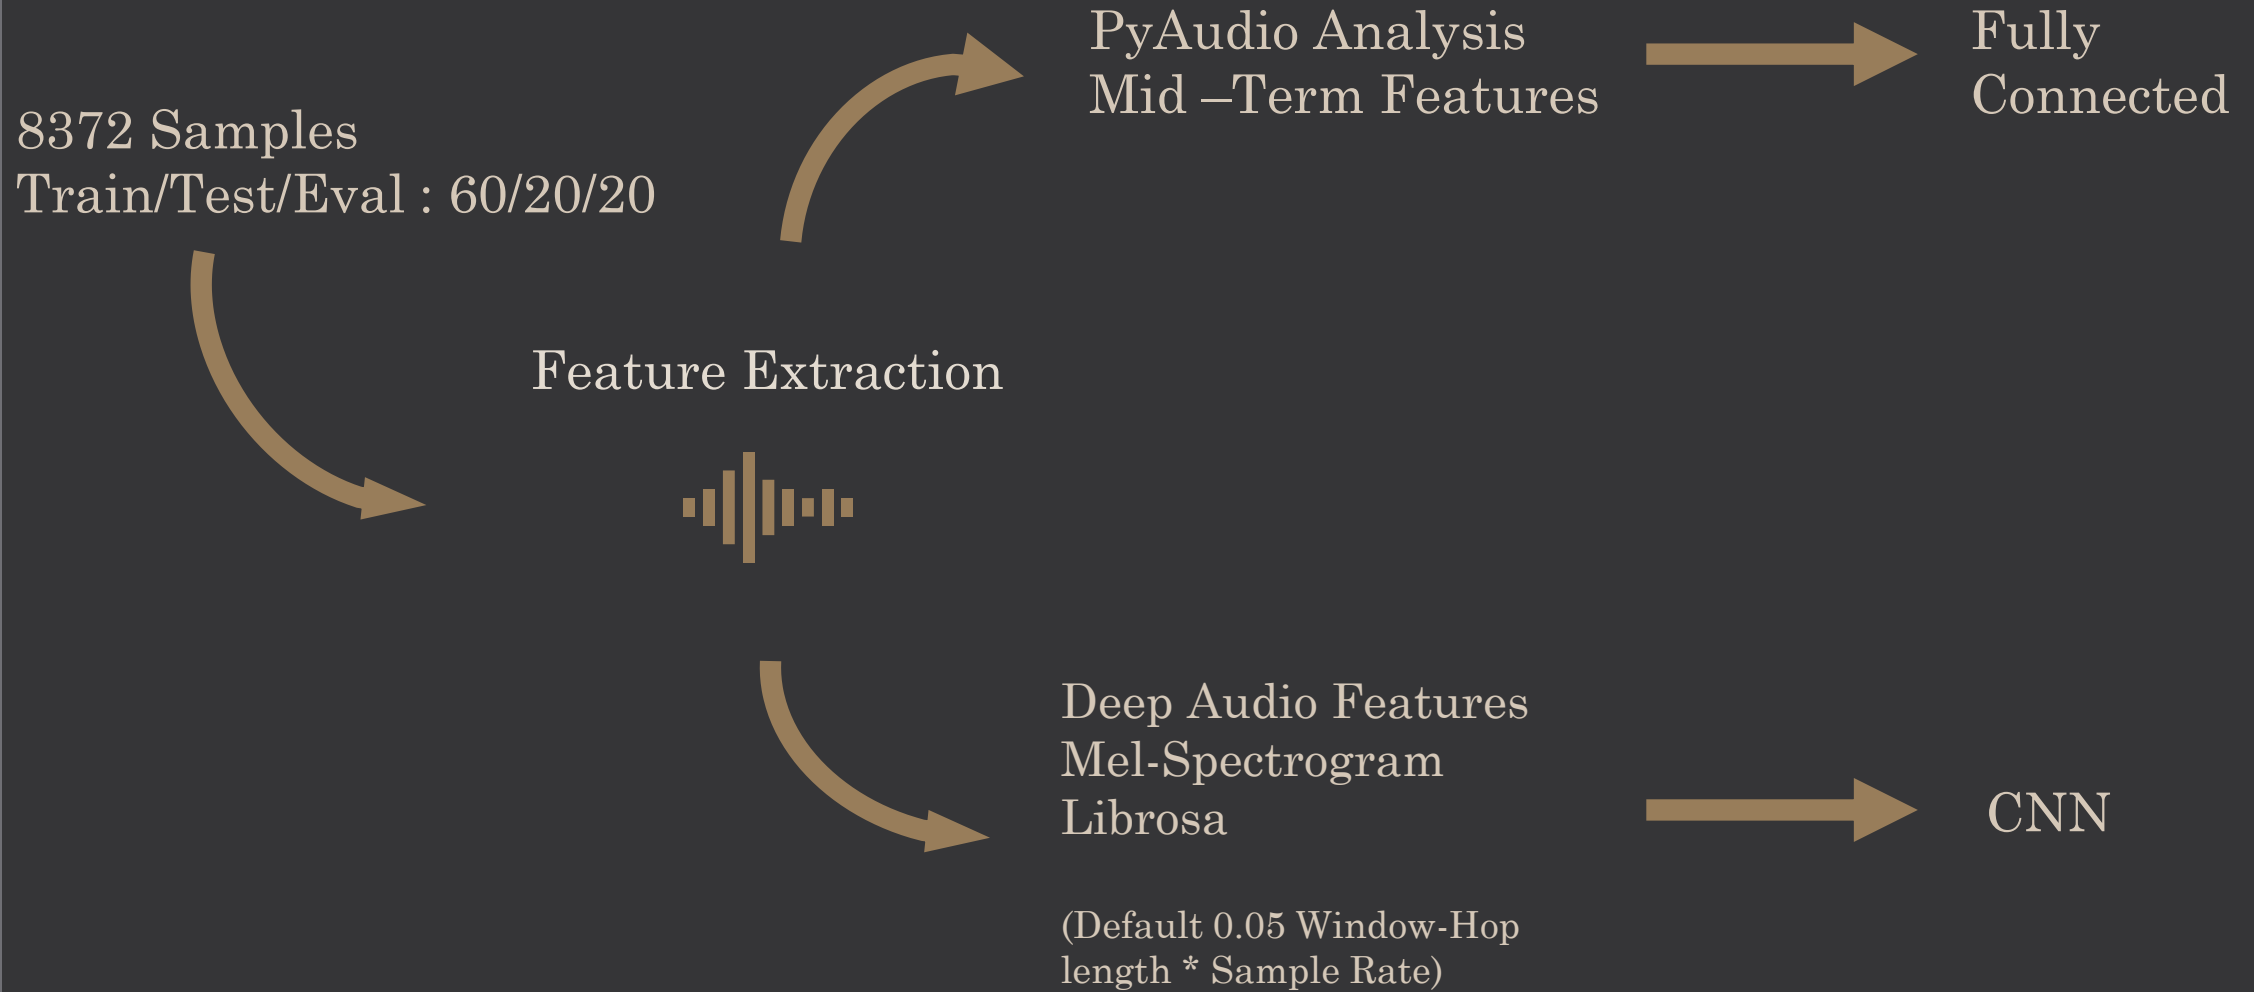 8372 Samples
Train/Test/Eval : 60/20/20
Feature Extraction
PyAudio Analysis
Mid –Term Features
Fully
Connected
Deep Audio Features
Mel-Spectrogram
Librosa
(Default 0.05 Window-Hop
length * Sample Rate)
CNN